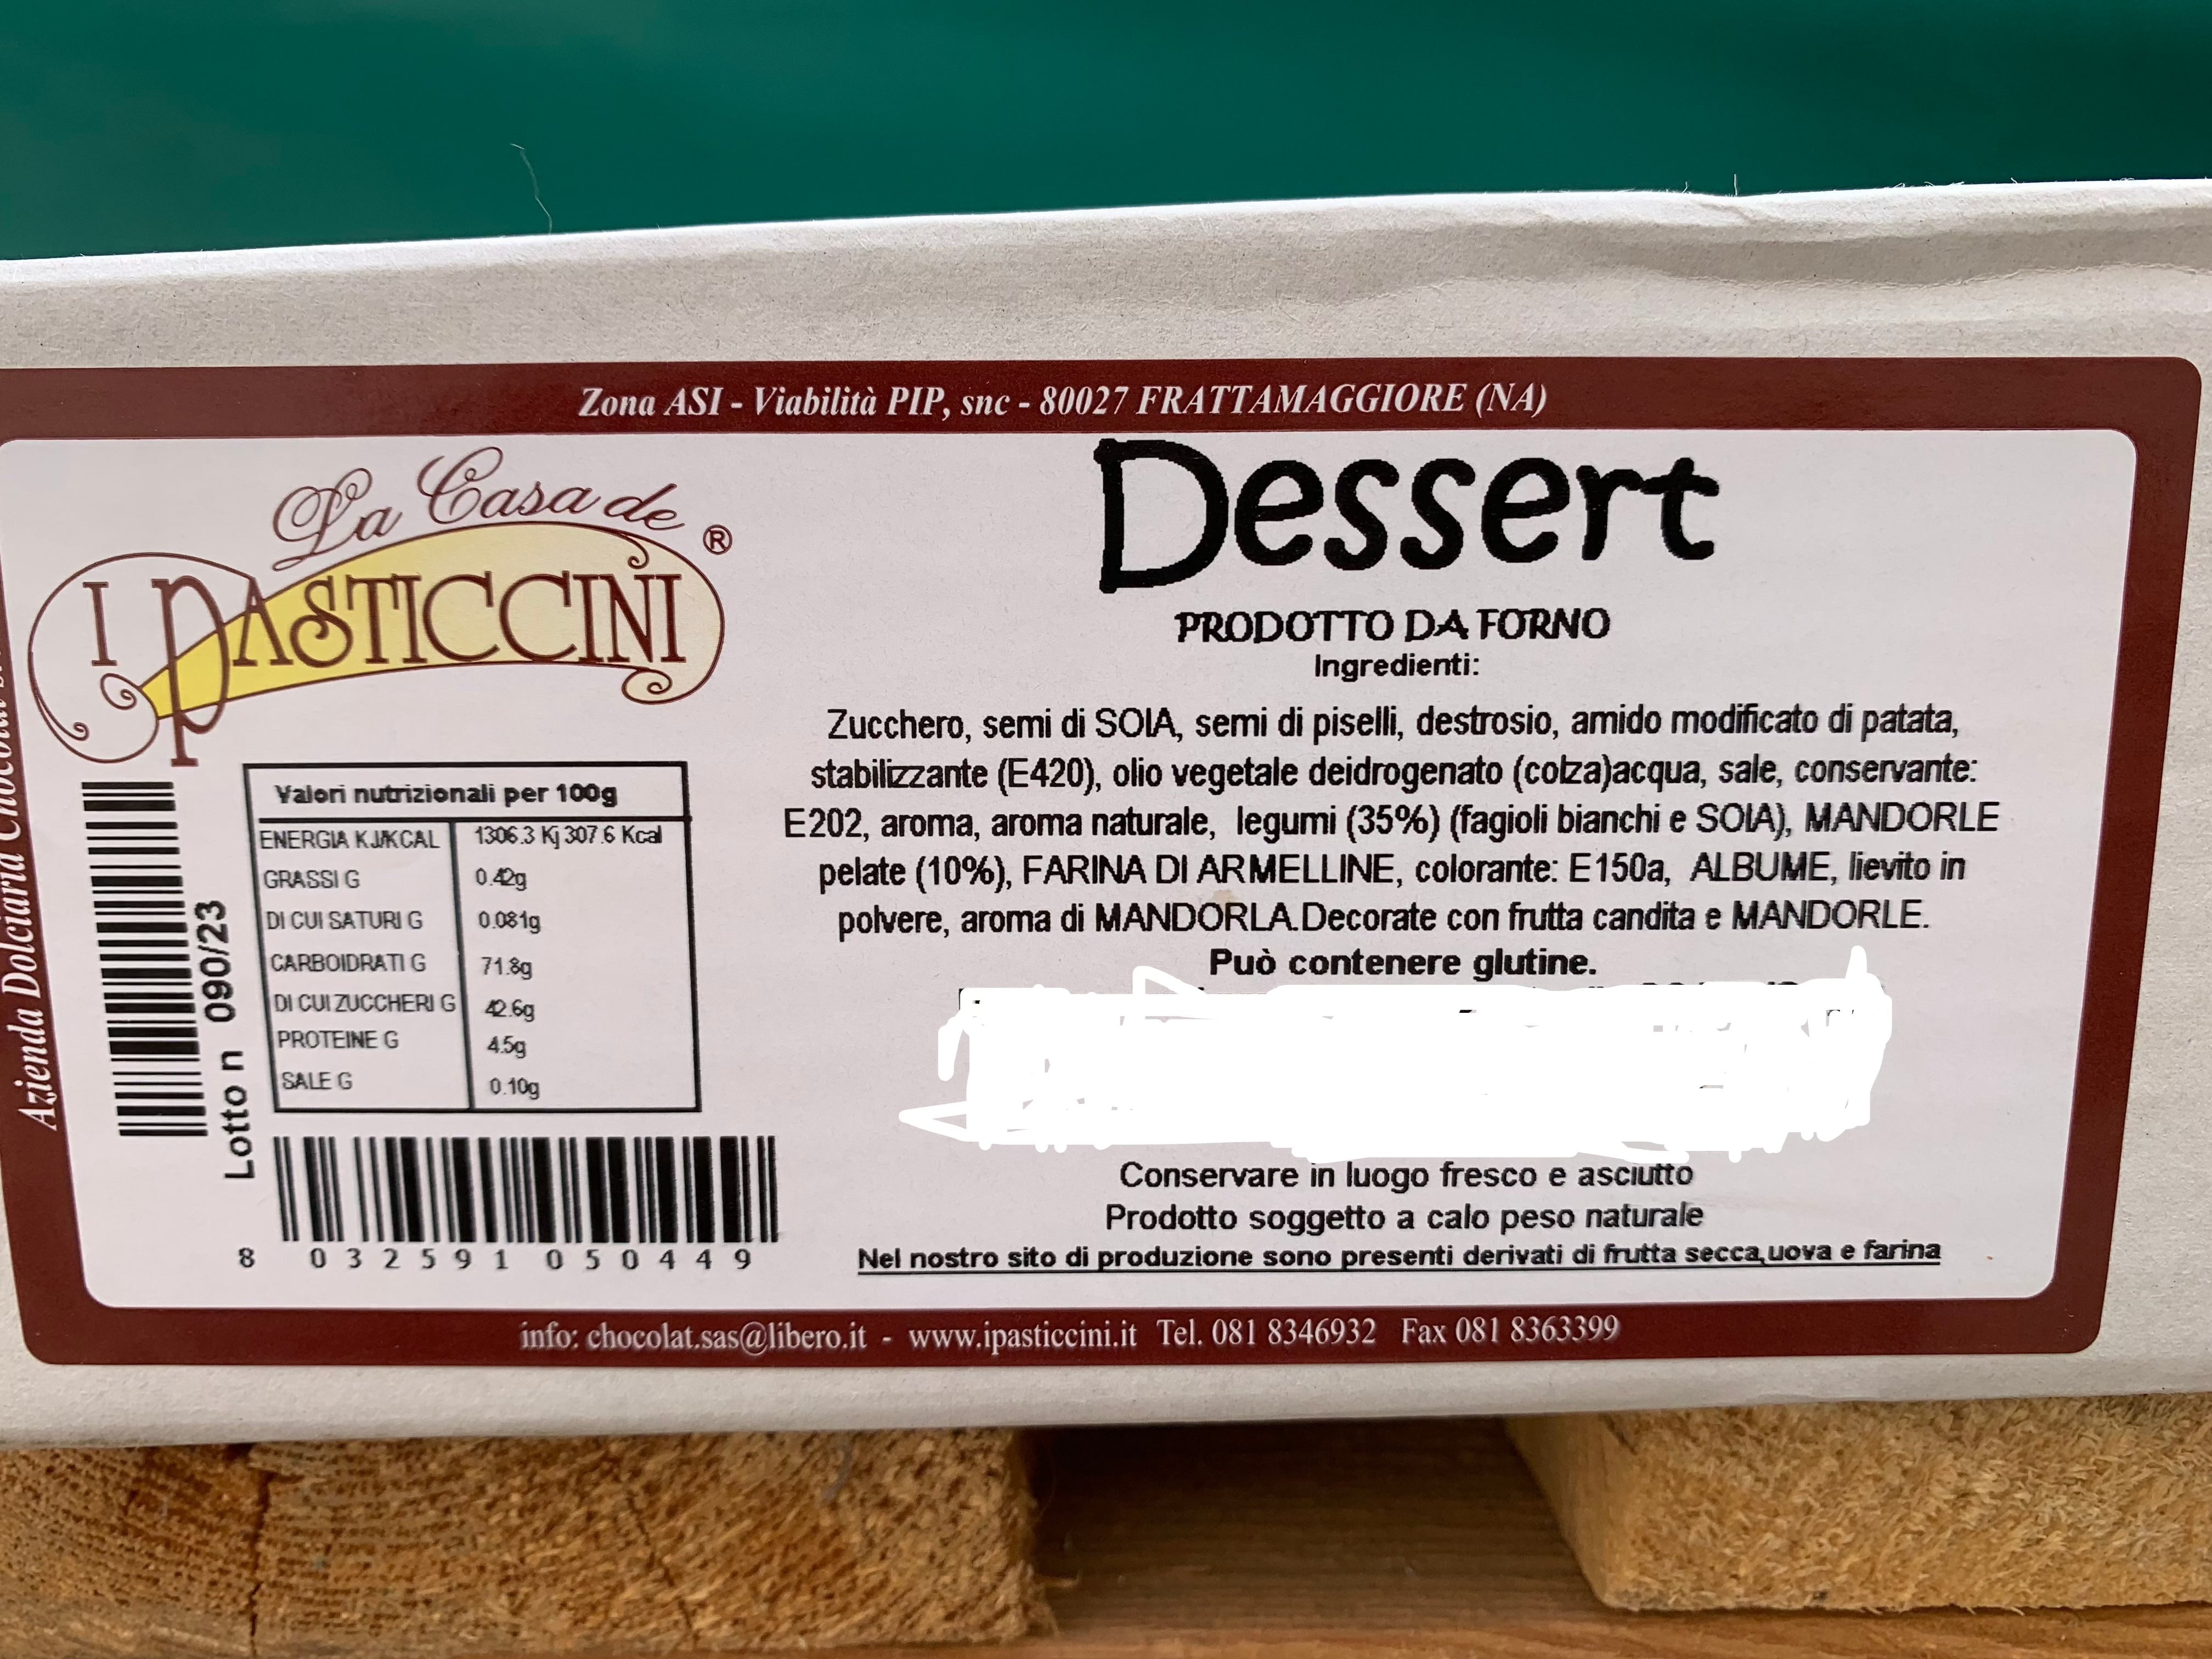 Zona ASI - Viabilità PIP, snc - 80027 FRATTAMAGGIORE (NA)
La Casa de
I PASTICCINI ®
Azienda Dolciaria
Valori nutrizionali per 100g
ENERGIA KJ/KCAL 1306.3 Kj 307.6 Kcal
GRASSI G 0.42g
DI CUI SATURI G 0.081g
CARBOIDRATI G 71.8g
DI CUI ZUCCHERI G 42.6g
PROTEINE G 4.5g
SALE G 0.10g
Lotto n 090/23
8 032591 050449
Dessert
PRODOTTO DA FORNO
Ingredienti:
Zucchero, semi di SOIA, semi di piselli, destrosio, amido modificato di patata,
stabilizzante (E420), olio vegetale deidrogenato (colza)acqua, sale, conservante:
E202, aroma, aroma naturale, legumi (35%) (fagioli bianchi e SOIA), MANDORLE
pelate (10%), FARINA DI ARMELLINE, colorante: E150a, ALBUME, lievito in
polvere, aroma di MANDORLA.Decorate con frutta candita e MANDORLE.
Può contenere glutine.
Conservare in luogo fresco e asciutto
Prodotto soggetto a calo peso naturale
Nel nostro sito di produzione sono presenti derivati di frutta secca,uova e farina
info: chocolat.sas@libero.it - www.ipasticcini.it Tel. 081 8346932 Fax 081 8363399